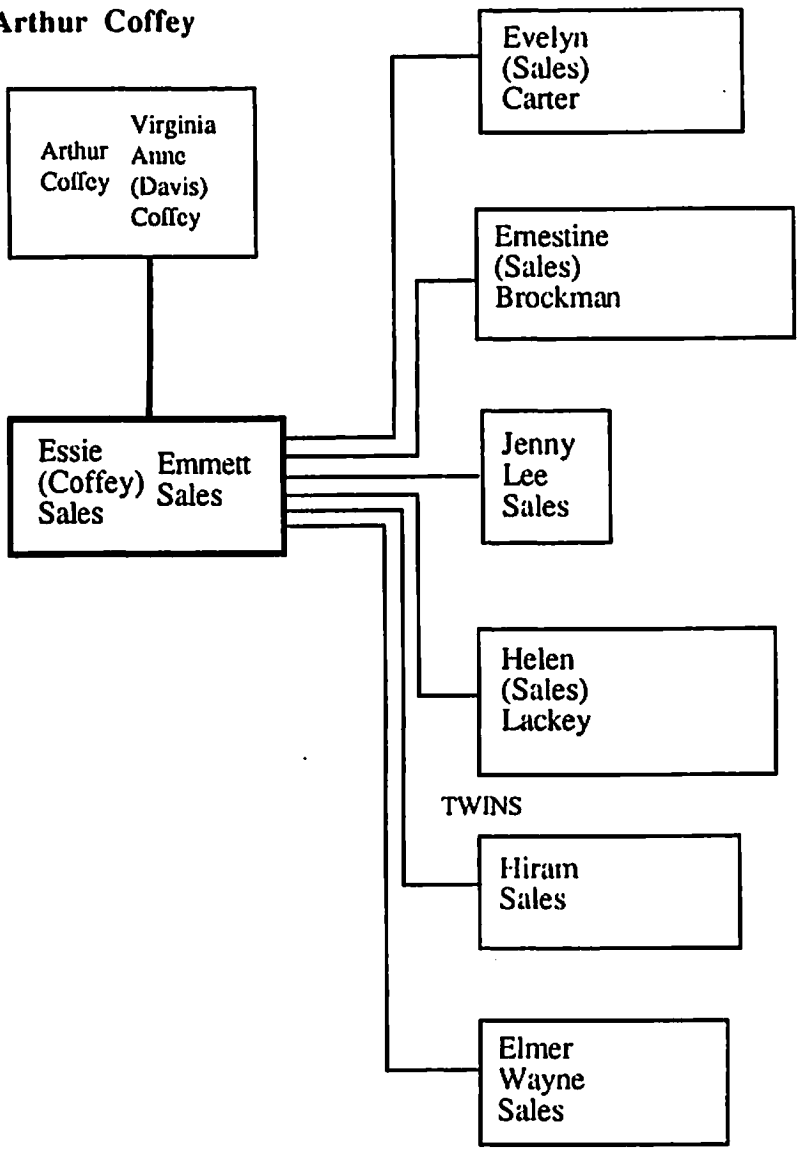 Arthur Coffey
Arthur
Coffey
Virginia
Anne
(Davis)
Coffey
Essie
(Coffey)
Sales
Emmett
Sales
Evelyn
(Sales)
Carter
Ernestine
(Sales)
Brockman
Jenny
Lee
Sales
Helen
(Sales)
Lackey
TWINS
Hiram
Sales
Elmer
Wayne
Sales